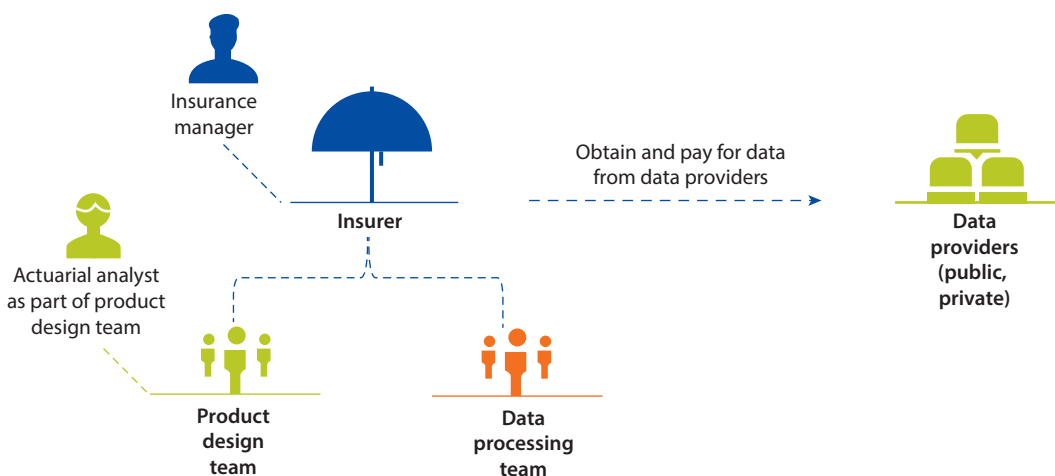 Insurance
manager
Insurer
Obtain and pay for data
from data providers
Data
providers
(public,
private)
Actuarial analyst
as part of product
design team
Product
design
team
Data
processing
team